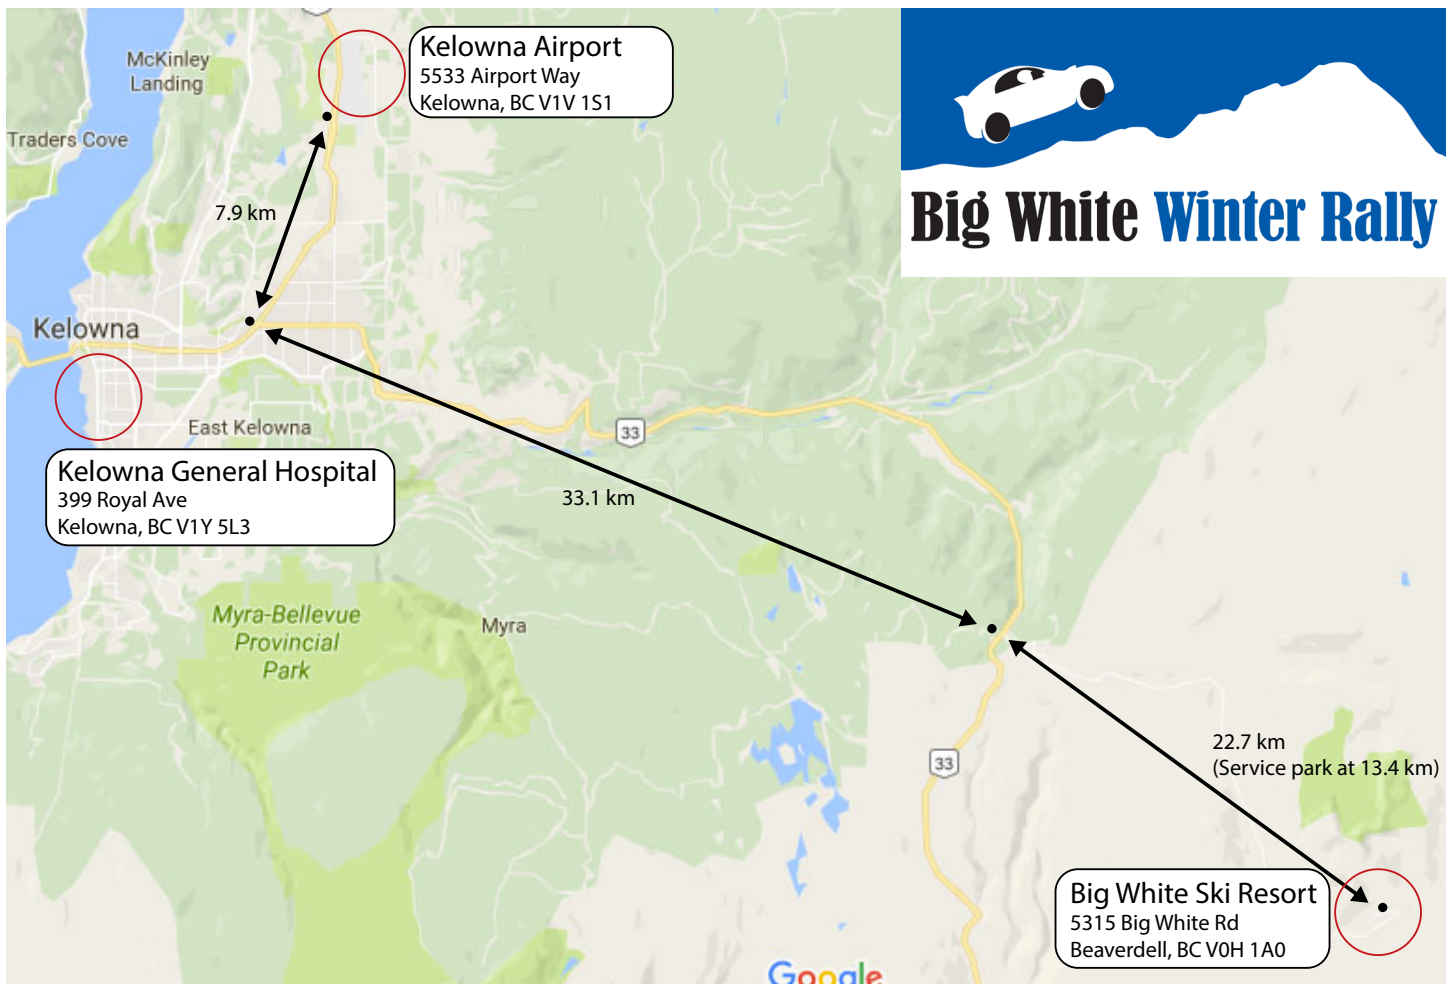 Kelowna Airport
5533 Airport Way
Kelowna, BC V1V 1S1
McKinley
Landing
Traders Cove
Big White Winter Rally
7.9 km
Kelowna
East Kelowna
33
Kelowna General Hospital
399 Royal Ave
Kelowna, BC V1Y 5L3
33.1 km
Myra-Bellevue
Provincial
Park
Myra
33
22.7 km
(Service park at 13.4 km)
Big White Ski Resort
5315 Big White Rd
Beaverdell, BC V0H 1A0
Google